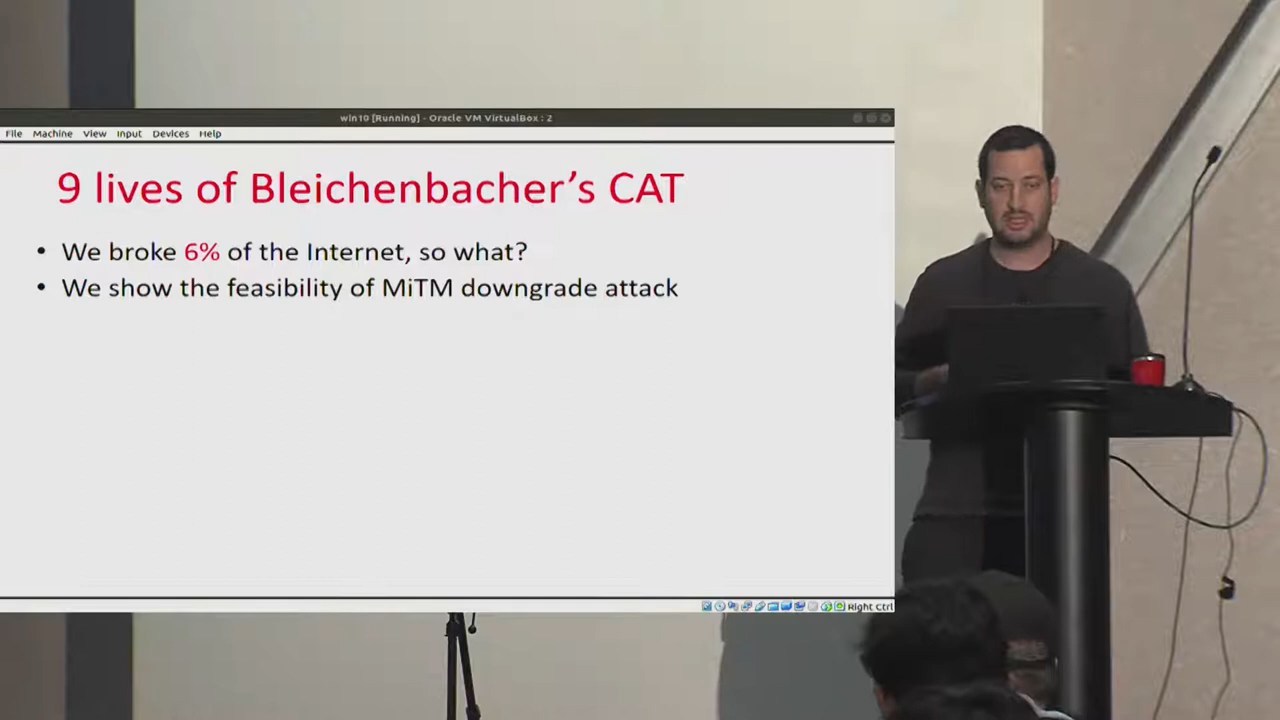 win10 [Running] - Oracle VM VirtualBox : 2
File Machine View Input Devices Help
9 lives of Bleichenbacher's CAT
• We broke 6% of the Internet, so what?
• We show the feasibility of MiTM downgrade attack
Right Ctrl